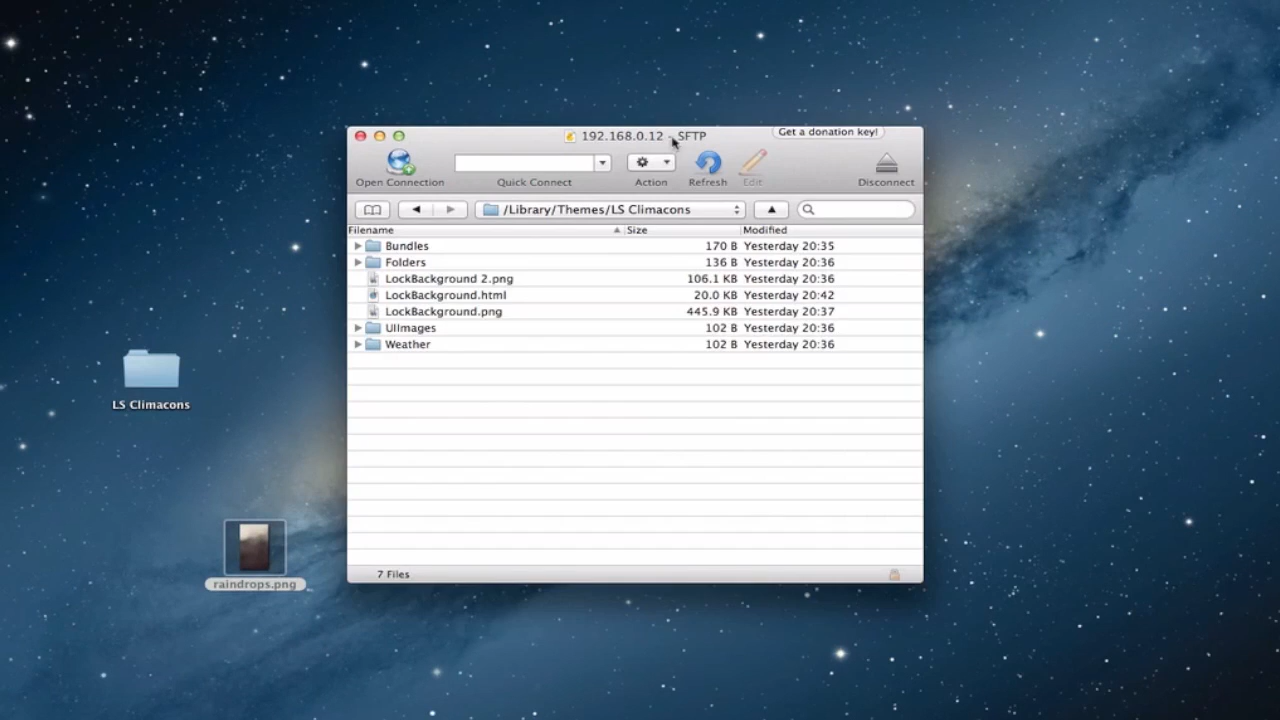 192.168.0.12 – SFTP
Get a donation key!
Open Connection
Quick Connect
Action
Refresh
Edit
Disconnect
/Library/Themes/LS Climacons
Filename Size Modified
Bundles 170 B Yesterday 20:35
Folders 136 B Yesterday 20:36
LockBackground 2.png 106.1 KB Yesterday 20:36
LockBackground.html 20.0 KB Yesterday 20:42
LockBackground.png 445.9 KB Yesterday 20:37
UIImages 102 B Yesterday 20:36
Weather 102 B Yesterday 20:36
7 Files
LS Climacons
raindrops.png